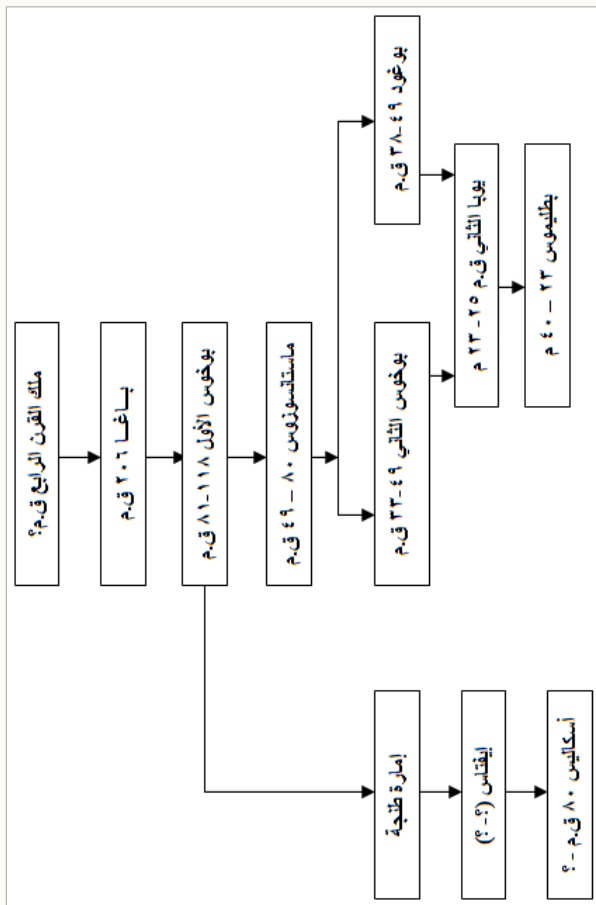 ملك القرن الرابع ق.م؟
باغا ٢٠٦ ق.م
بوخوس الأول ١١٨-٨١ ق.م
ماستانسوزوس ٨٠ – ٤٩ ق.م
بوغود ٤٩-٣٨ ق.م
بوخوس الثاني ٤٩-٣٣ ق.م
يوبا الثاني ق.م ٢٥-٢٣ م
بطليموس ٢٣ – ٤٠ م
إمارة طنجة
إيفتاس (؟-؟)
أسكاليس ٨٠ ق.م - ؟